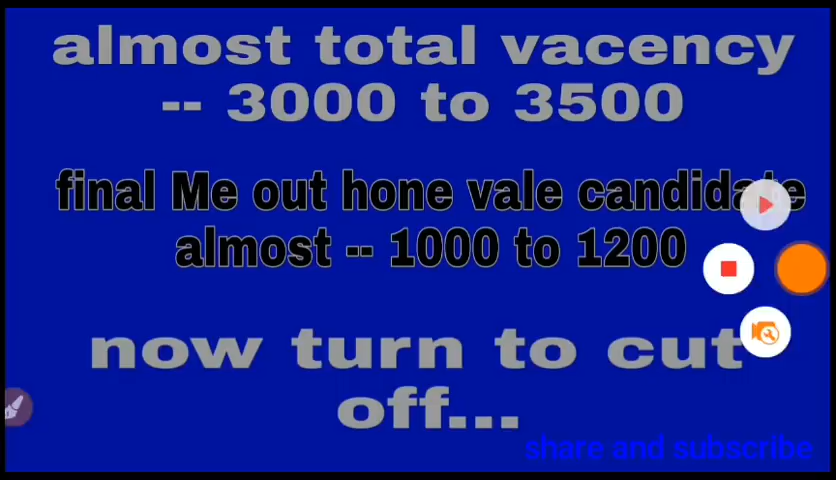 almost total vacency
-- 3000 to 3500
final Me out hone vale candidate
almost -- 1000 to 1200
now turn to cut
off...
share and subscribe